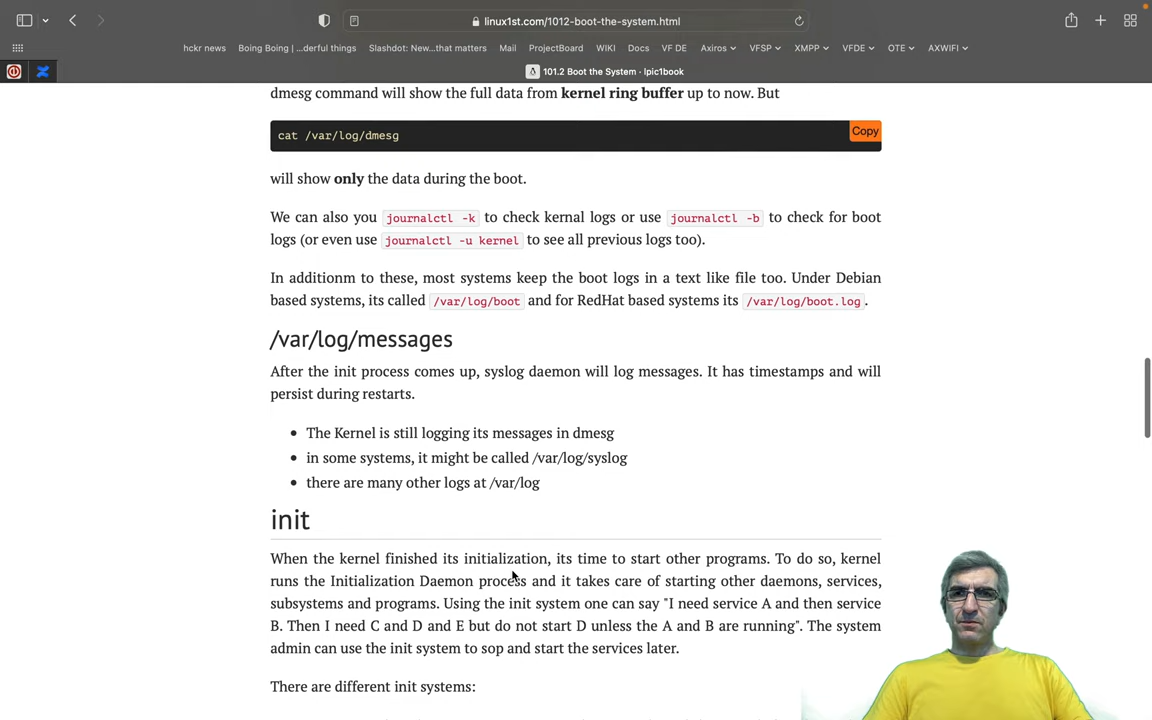 linux1st.com/1012-boot-the-system.html
hckr news Boing Boing | ...derful things Slashdot: New...that matters Mail ProjectBoard WIKI Docs VF DE Axiros VFSP XMPP VFDE OTE AXWIFI
101.2 Boot the System · lpic1book
dmesg command will show the full data from kernel ring buffer up to now. But
Copy
cat /var/log/dmesg
will show only the data during the boot.
We can also you journalctl -k to check kernal logs or use journalctl -b to check for boot
logs (or even use journalctl -u kernel to see all previous logs too).
In additionm to these, most systems keep the boot logs in a text like file too. Under Debian
based systems, its called /var/log/boot and for RedHat based systems its /var/log/boot.log.
/var/log/messages
After the init process comes up, syslog daemon will log messages. It has timestamps and will
persist during restarts.
• The Kernel is still logging its messages in dmesg
• in some systems, it might be called /var/log/syslog
• there are many other logs at /var/log
init
When the kernel finished its initialization, its time to start other programs. To do so, kernel
runs the Initialization Daemon process and it takes care of starting other daemons, services,
subsystems and programs. Using the init system one can say "I need service A and then service
B. Then I need C and D and E but do not start D unless the A and B are running". The system
admin can use the init system to sop and start the services later.
There are different init systems: